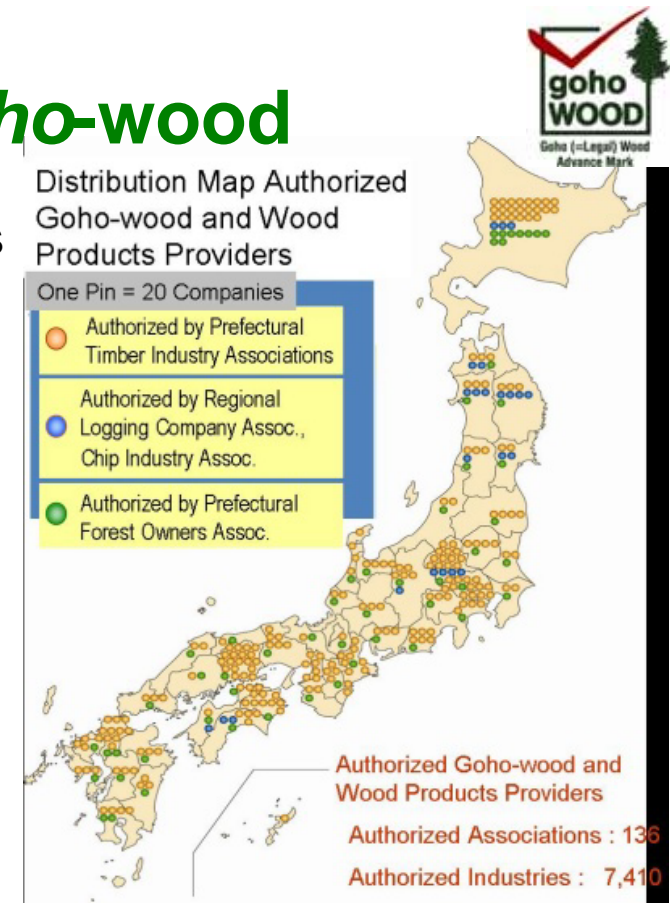 ho-wood
goho
WOOD
Goho (=Legal) Wood
Advance Mark
s
Distribution Map Authorized
Goho-wood and Wood
Products Providers
One Pin = 20 Companies
Authorized by Prefectural
Timber Industry Associations
Authorized by Regional
Logging Company Assoc.,
Chip Industry Assoc.
Authorized by Prefectural
Forest Owners Assoc.
Authorized Goho-wood and
Wood Products Providers
Authorized Associations : 136
Authorized Industries : 7,410